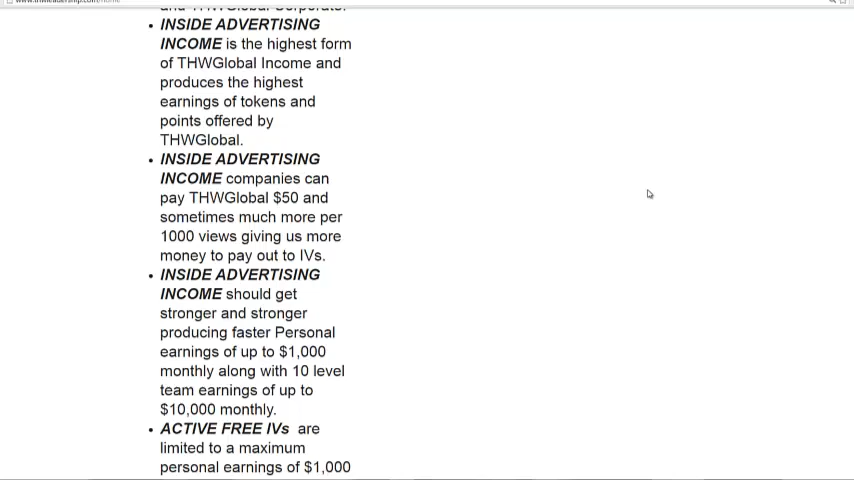 and THWGlobal Corporate.
• INSIDE ADVERTISING
INCOME is the highest form
of THWGlobal Income and
produces the highest
earnings of tokens and
points offered by
THWGlobal.
• INSIDE ADVERTISING
INCOME companies can
pay THWGlobal $50 and
sometimes much more per
1000 views giving us more
money to pay out to IVs.
• INSIDE ADVERTISING
INCOME should get
stronger and stronger
producing faster Personal
earnings of up to $1,000
monthly along with 10 level
team earnings of up to
$10,000 monthly.
• ACTIVE FREE IVs are
limited to a maximum
personal earnings of $1,000